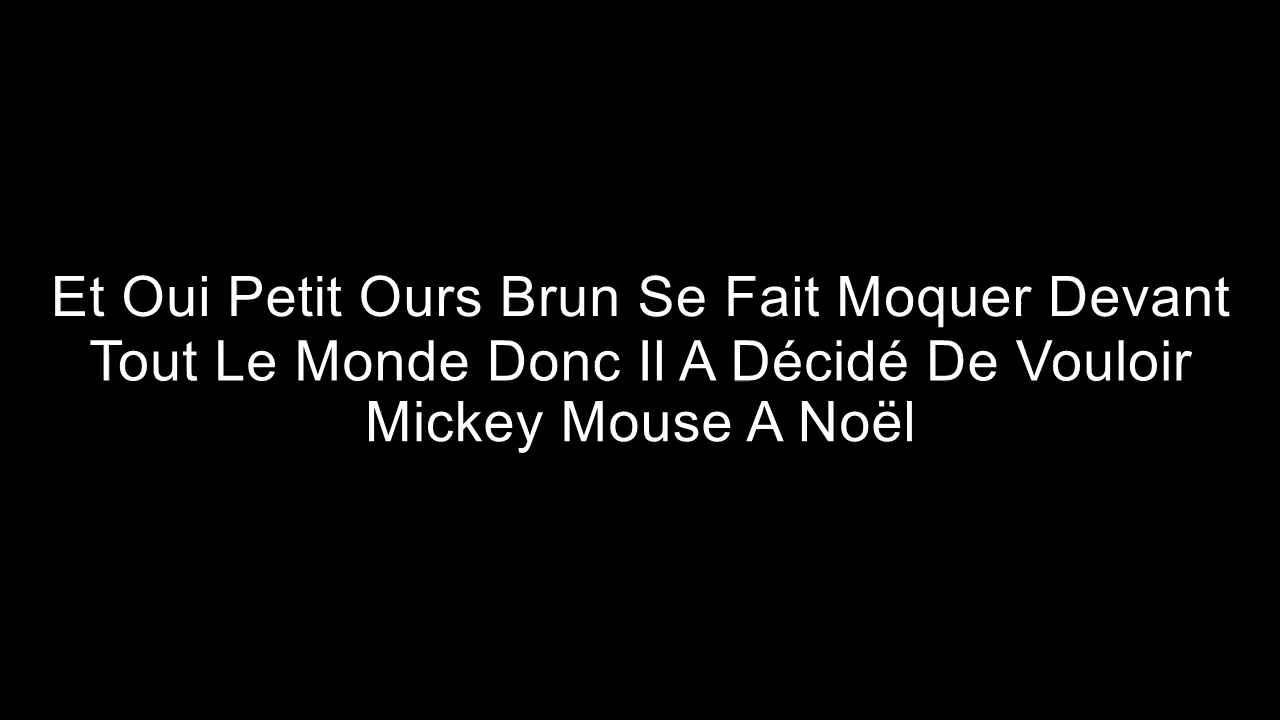 Et Oui Petit Ours Brun Se Fait Moquer Devant
Tout Le Monde Donc Il A Décidé De Vouloir
Mickey Mouse A Noël